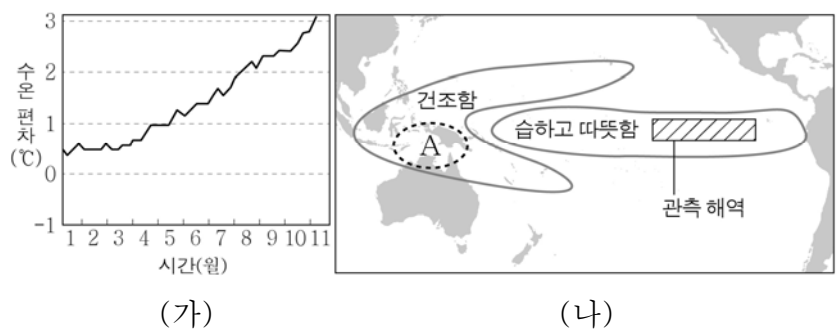 3
2
1
0
-1
수온 편차
(℃)
1 2 3 4 5 6 7 8 9 10 11
시간(월)
(가)
건조함
A
습하고 따뜻함
관측 해역
(나)